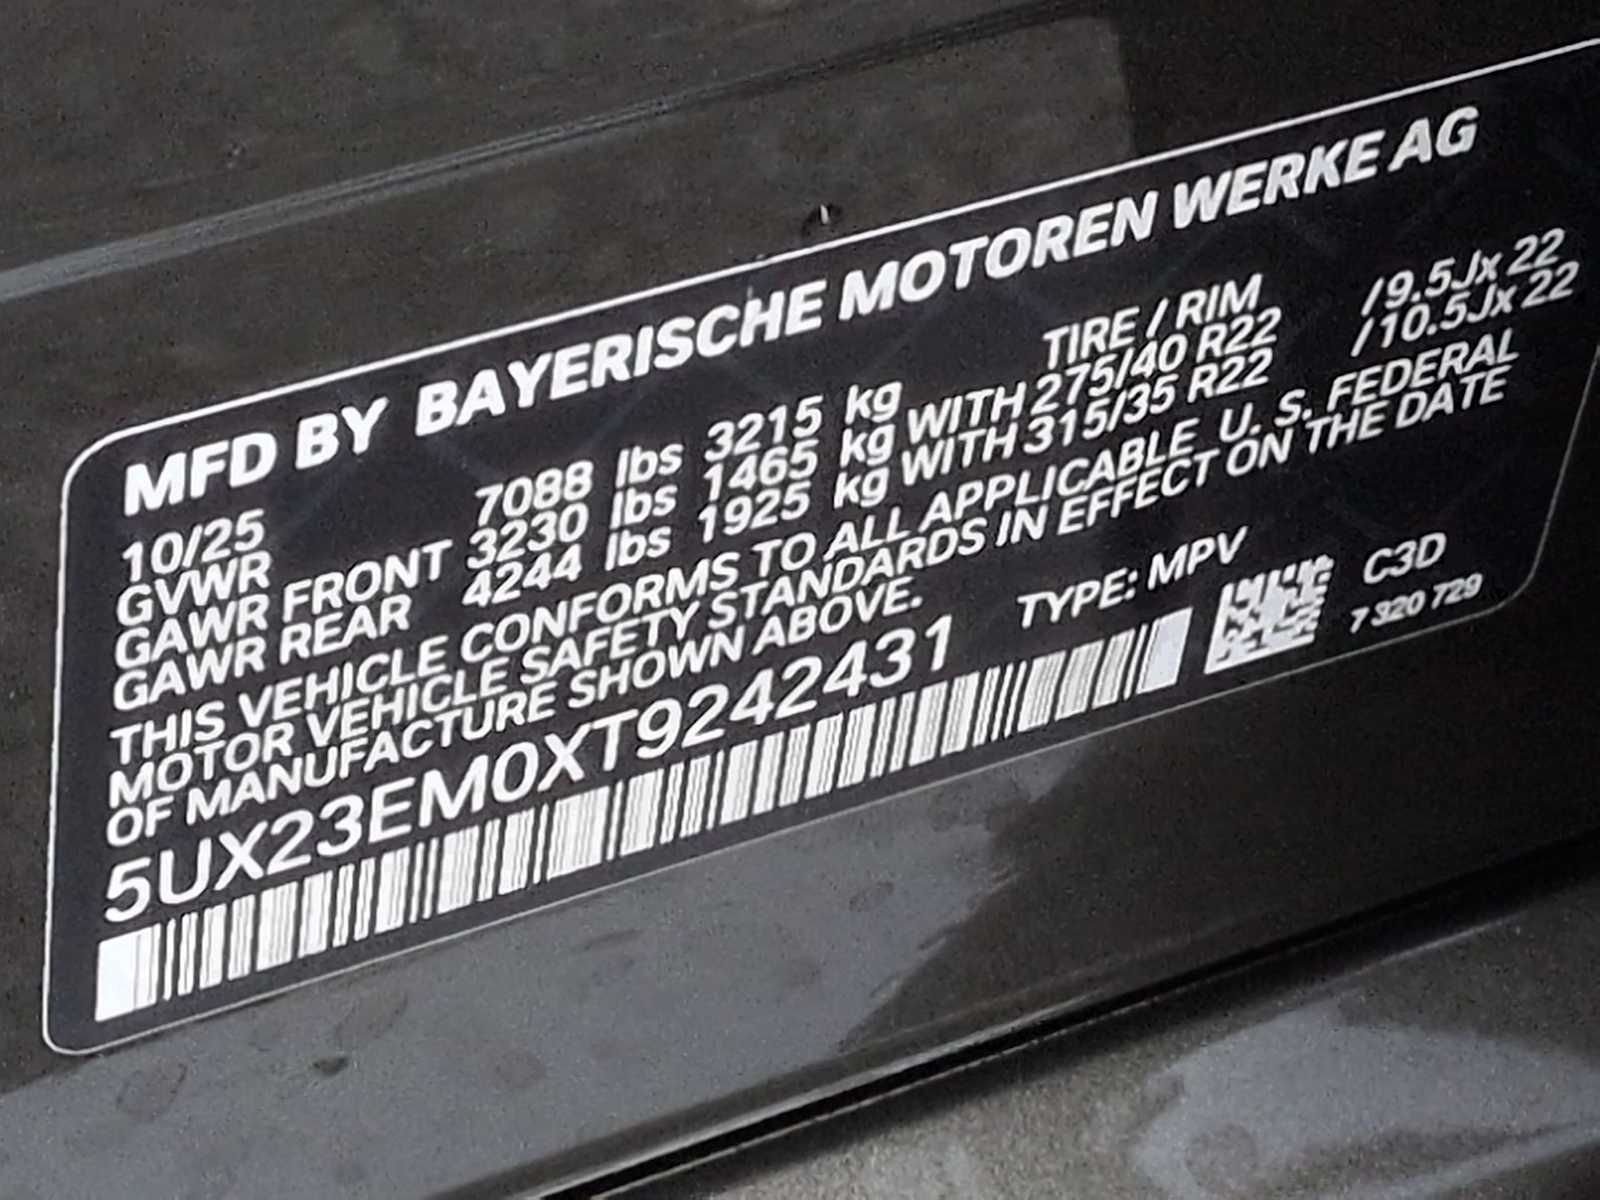 MFD BY BAYERISCHE MOTOREN WERKE AG
10/25 TIRE / RIM
GVWR 7088 lbs 3215 kg
GAWR FRONT 3230 lbs 1465 kg WITH 275/40 R22 /9.5Jx 22
GAWR REAR 4244 lbs 1925 kg WITH 315/35 R22 /10.5Jx 22
THIS VEHICLE CONFORMS TO ALL APPLICABLE U. S. FEDERAL
MOTOR VEHICLE SAFETY STANDARDS IN EFFECT ON THE DATE
OF MANUFACTURE SHOWN ABOVE.
5UX23EM0XT9242431 TYPE: MPV C3D
7 320 729